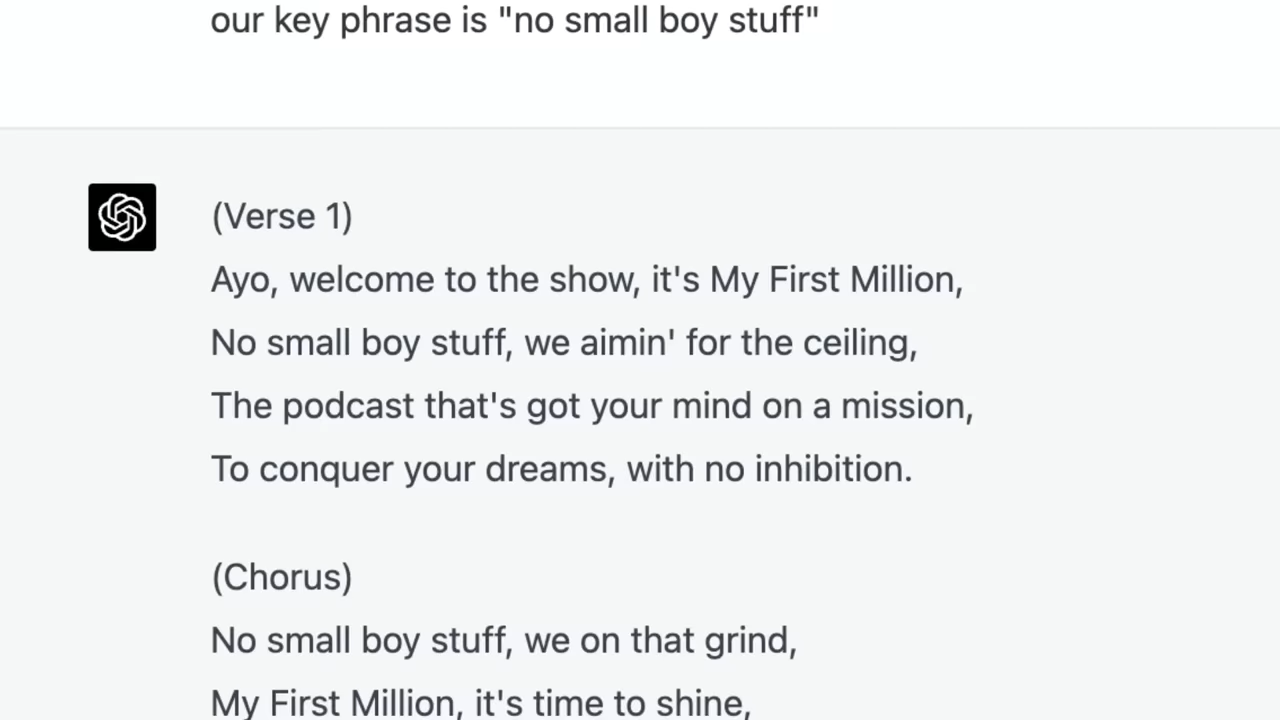 our key phrase is "no small boy stuff"
(Verse 1)
Ayo, welcome to the show, it's My First Million,
No small boy stuff, we aimin' for the ceiling,
The podcast that's got your mind on a mission,
To conquer your dreams, with no inhibition.
(Chorus)
No small boy stuff, we on that grind,
My First Million, it's time to shine,